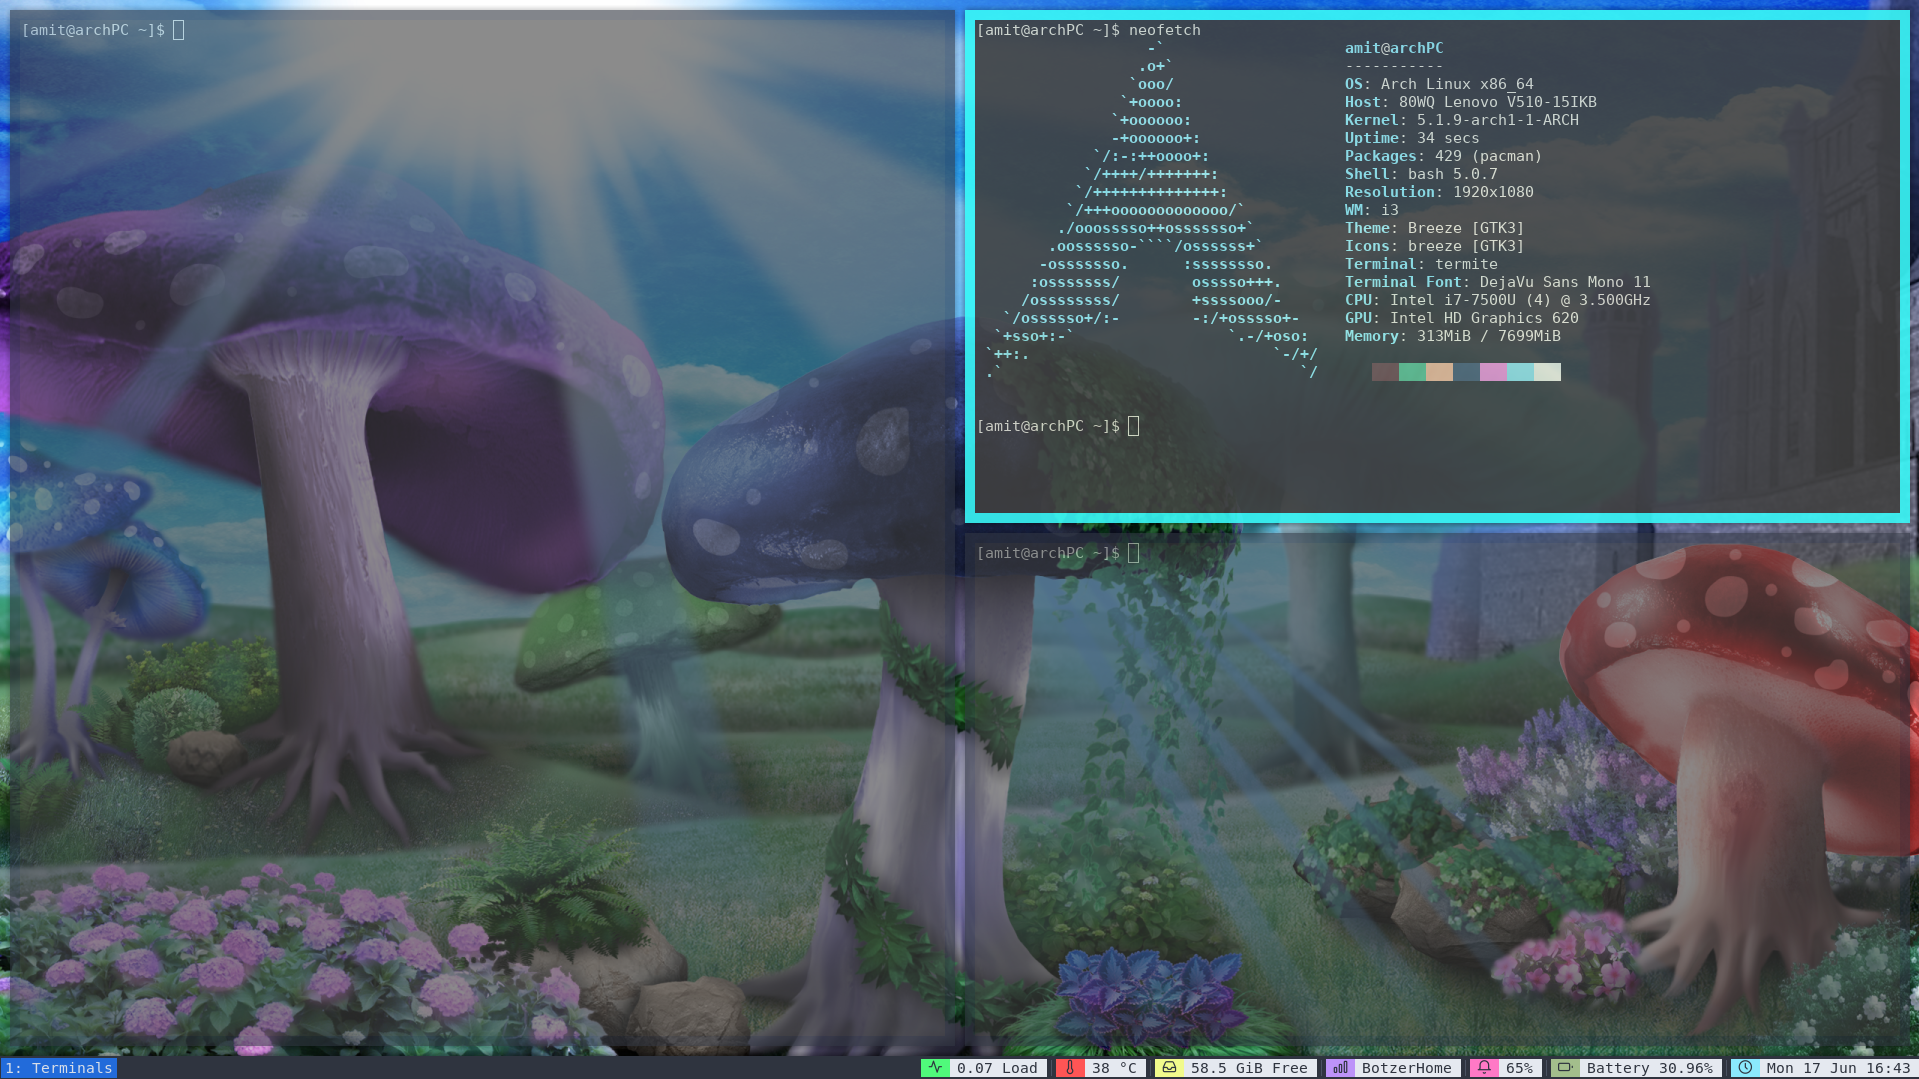 [amit@archPC ~]$
[amit@archPC ~]$ neofetch
                   -`
                  .o+`
                 `ooo/
                `+oooo:
               `+oooooo:
               -+oooooo+:
             `/:-:++oooo+:
            `/++++/+++++++:
           `/++++++++++++++:
          `/+++ooooooooooooo/`
         ./ooosssso++osssssso+`
        .oossssso-````/ossssss+`
       -osssssso.      :ssssssso.
      :osssssss/        osssso+++.
     /ossssssss/        +ssssooo/-
   `/ossssso+/:-        -:/+osssso+-
  `+sso+:-`                 `.-/+oso:
 `++:.                           `-/+/
 .`                                 `/
amit@archPC
-----------
OS: Arch Linux x86_64
Host: 80WQ Lenovo V510-15IKB
Kernel: 5.1.9-arch1-1-ARCH
Uptime: 34 secs
Packages: 429 (pacman)
Shell: bash 5.0.7
Resolution: 1920x1080
WM: i3
Theme: Breeze [GTK3]
Icons: breeze [GTK3]
Terminal: termite
Terminal Font: DejaVu Sans Mono 11
CPU: Intel i7-7500U (4) @ 3.500GHz
GPU: Intel HD Graphics 620
Memory: 313MiB / 7699MiB
[amit@archPC ~]$
[amit@archPC ~]$
1: Terminals 0.07 Load 38 °C 58.5 GiB Free BotzerHome 65% Battery 30.96% Mon 17 Jun 16:43